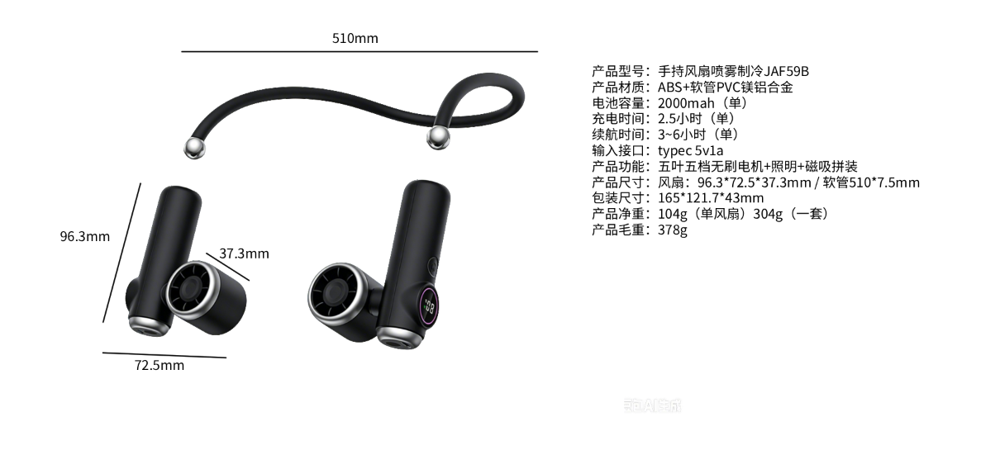 510mm
产品型号：手持风扇喷雾制冷JAF59B
产品材质：ABS+软管PVC镁铝合金
电池容量：2000mah（单）
充电时间：2.5小时（单）
续航时间：3~6小时（单）
输入接口：typec 5v1a
产品功能：五叶五档无刷电机+照明+磁吸拼装
产品尺寸：风扇：96.3*72.5*37.3mm / 软管510*7.5mm
包装尺寸：165*121.7*43mm
产品净重：104g（单风扇）304g（一套）
产品毛重：378g
96.3mm
37.3mm
72.5mm
AI生成